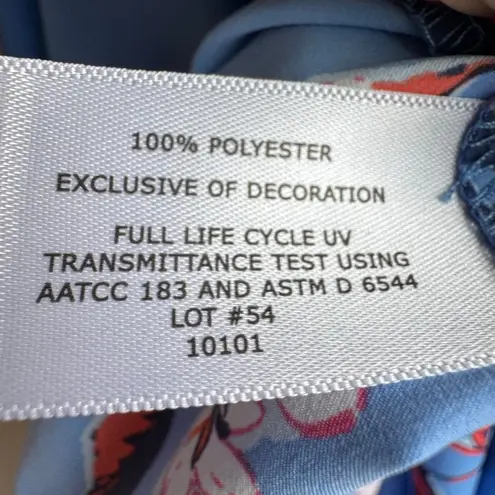 100% POLYESTER
EXCLUSIVE OF DECORATION
FULL LIFE CYCLE UV
TRANSMITTANCE TEST USING
AATCC 183 AND ASTM D 6544
LOT #54
10101